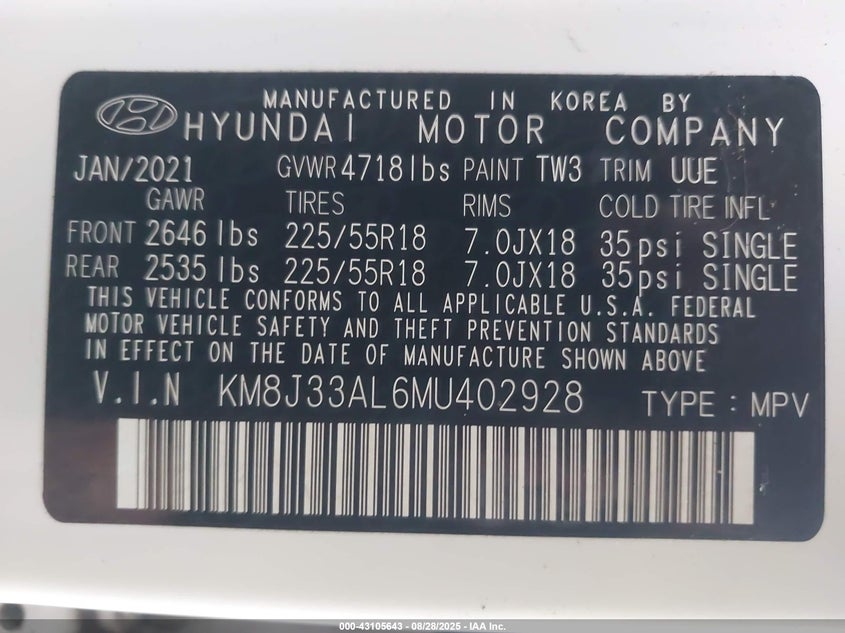 MANUFACTURED IN KOREA BY
HYUNDAI MOTOR COMPANY
JAN/2021 GVWR 4718lbs PAINT TW3 TRIM UUE
GAWR TIRES RIMS COLD TIRE INFL
FRONT 2646 lbs 225/55R18 7.0JX18 35psi SINGLE
REAR 2535 lbs 225/55R18 7.0JX18 35psi SINGLE
THIS VEHICLE CONFORMS TO ALL APPLICABLE U.S.A. FEDERAL
MOTOR VEHICLE SAFETY AND THEFT PREVENTION STANDARDS
IN EFFECT ON THE DATE OF MANUFACTURE SHOWN ABOVE
V.I.N KM8J33AL6MU402928 TYPE : MPV
000-43105643 / 08/28/2025 - IAA Inc.